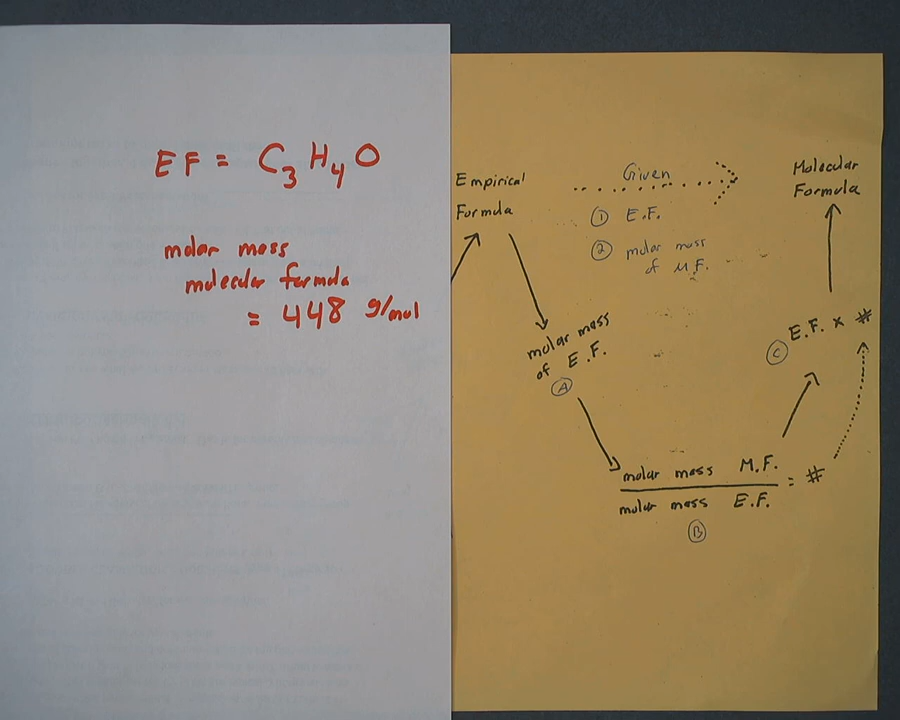 EF = C₃H₄O
molar mass
molecular formula
= 448 g/mol
Empirical
Formula
Given
① E.F.
② molar mass
of M.F.
Molecular
Formula
molar mass
of E.F.
Ⓐ
molar mass M.F.
molar mass E.F.
= #
Ⓑ
Ⓒ E.F. x #